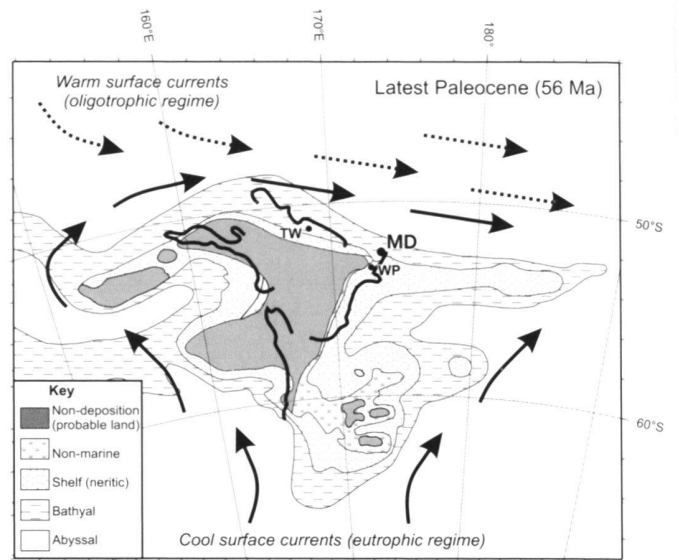 160°E
170°E
180°
Warm surface currents
(oligotrophic regime)
Latest Paleocene (56 Ma)
50°S
TW
MD
WP
Key
Non-deposition
(probable land)
Non-marine
Shelf (neritic)
Bathyal
Abyssal
60°S
Cool surface currents (eutrophic regime)